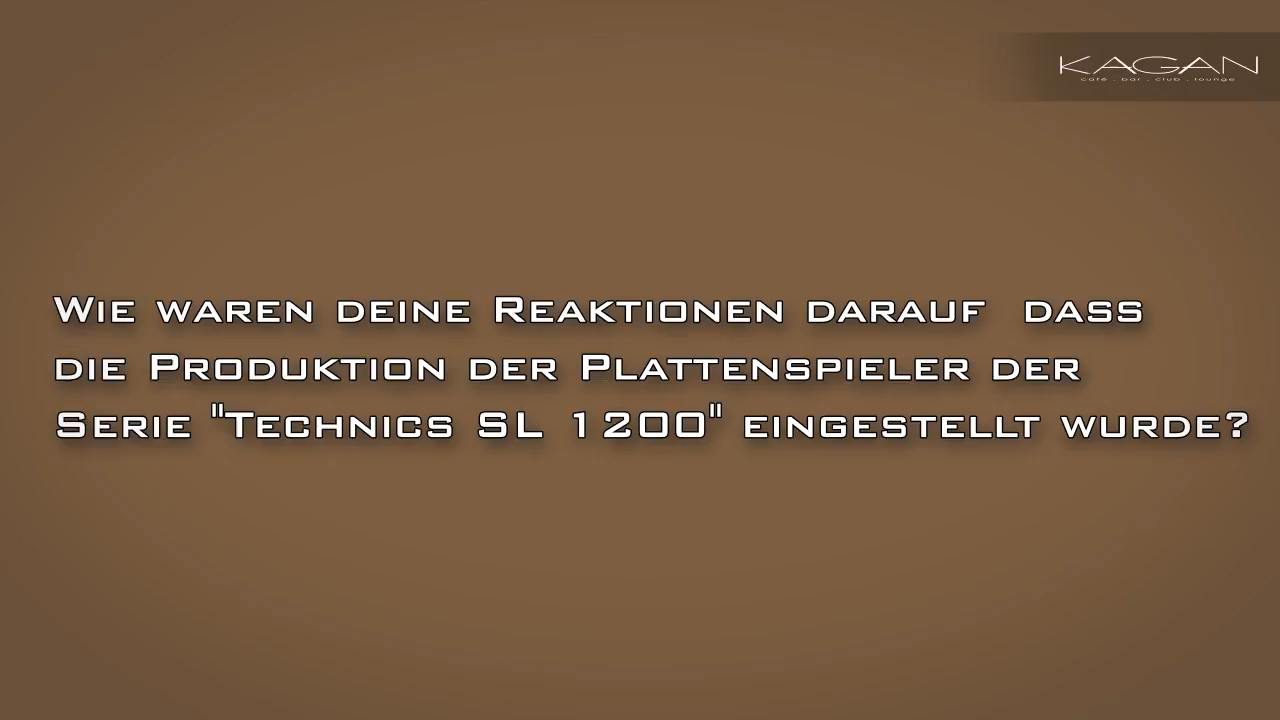 KAGAN
café . bar . club . lounge
Wie waren deine Reaktionen darauf dass
die Produktion der Plattenspieler der
Serie "Technics SL 1200" eingestellt wurde?